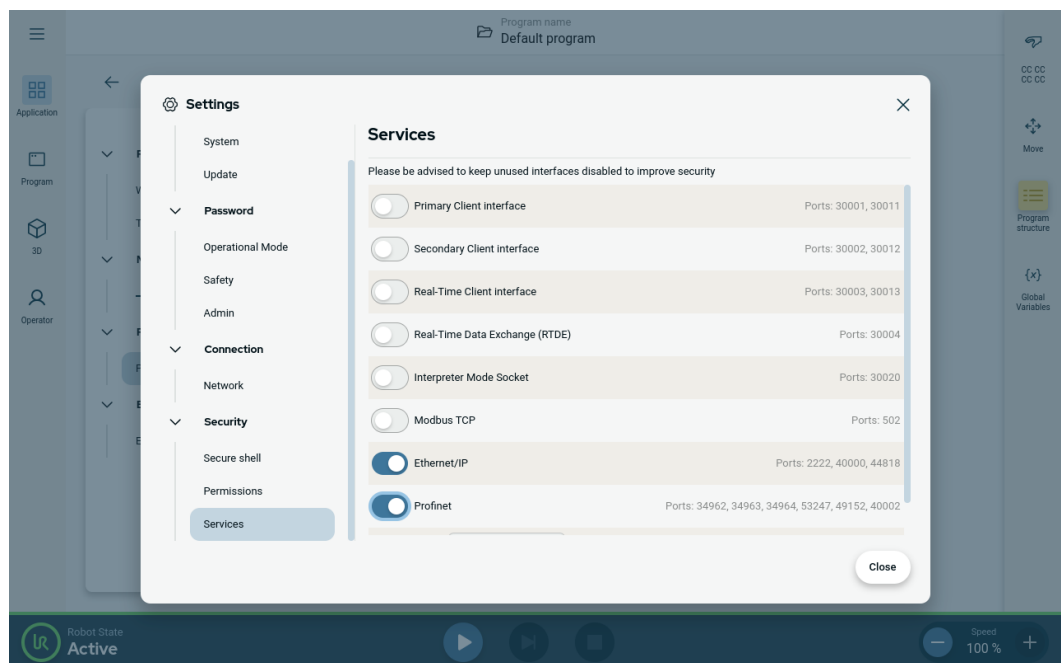 Program name
Default program
Application
Program
3D
Operator
Settings
System
Update
Password
Operational Mode
Safety
Admin
Connection
Network
Security
Secure shell
Permissions
Services
Services
Please be advised to keep unused interfaces disabled to improve security
Primary Client interface Ports: 30001, 30011
Secondary Client interface Ports: 30002, 30012
Real-Time Client interface Ports: 30003, 30013
Real-Time Data Exchange (RTDE) Ports: 30004
Interpreter Mode Socket Ports: 30020
Modbus TCP Ports: 502
Ethernet/IP Ports: 2222, 40000, 44818
Profinet Ports: 34962, 34963, 34964, 53247, 49152, 40002
Close
CC CC
CC CC
Move
Program
structure
{x}
Global
Variables
UR
Robot State
Active
Speed
100 %